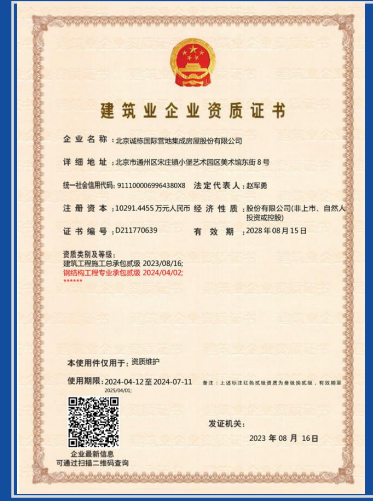 建筑业企业资质证书
企业名称:北京诚栋国际营地集成房屋股份有限公司
详细地址:北京市通州区宋庄镇小堡艺术园区美术馆东街8号
统一社会信用代码:9111000069964380X8 法定代表人:赵军勇
注册资本:10291.4455万元人民币 经济性质:股份有限公司(非上市、自然人
投资或控股)
证书编号:D211770639 有效期:2028年08月15日
资质类别及等级:
建筑工程施工总承包贰级 2023/08/16;
钢结构工程专业承包贰级 2024/04/02;
******
本使用件仅用于:资质维护
使用期限:2024-04-12至2024-07-11
2025/04/01;
企业最新信息
可通过扫描二维码查询
发证机关:
2023年08月16日